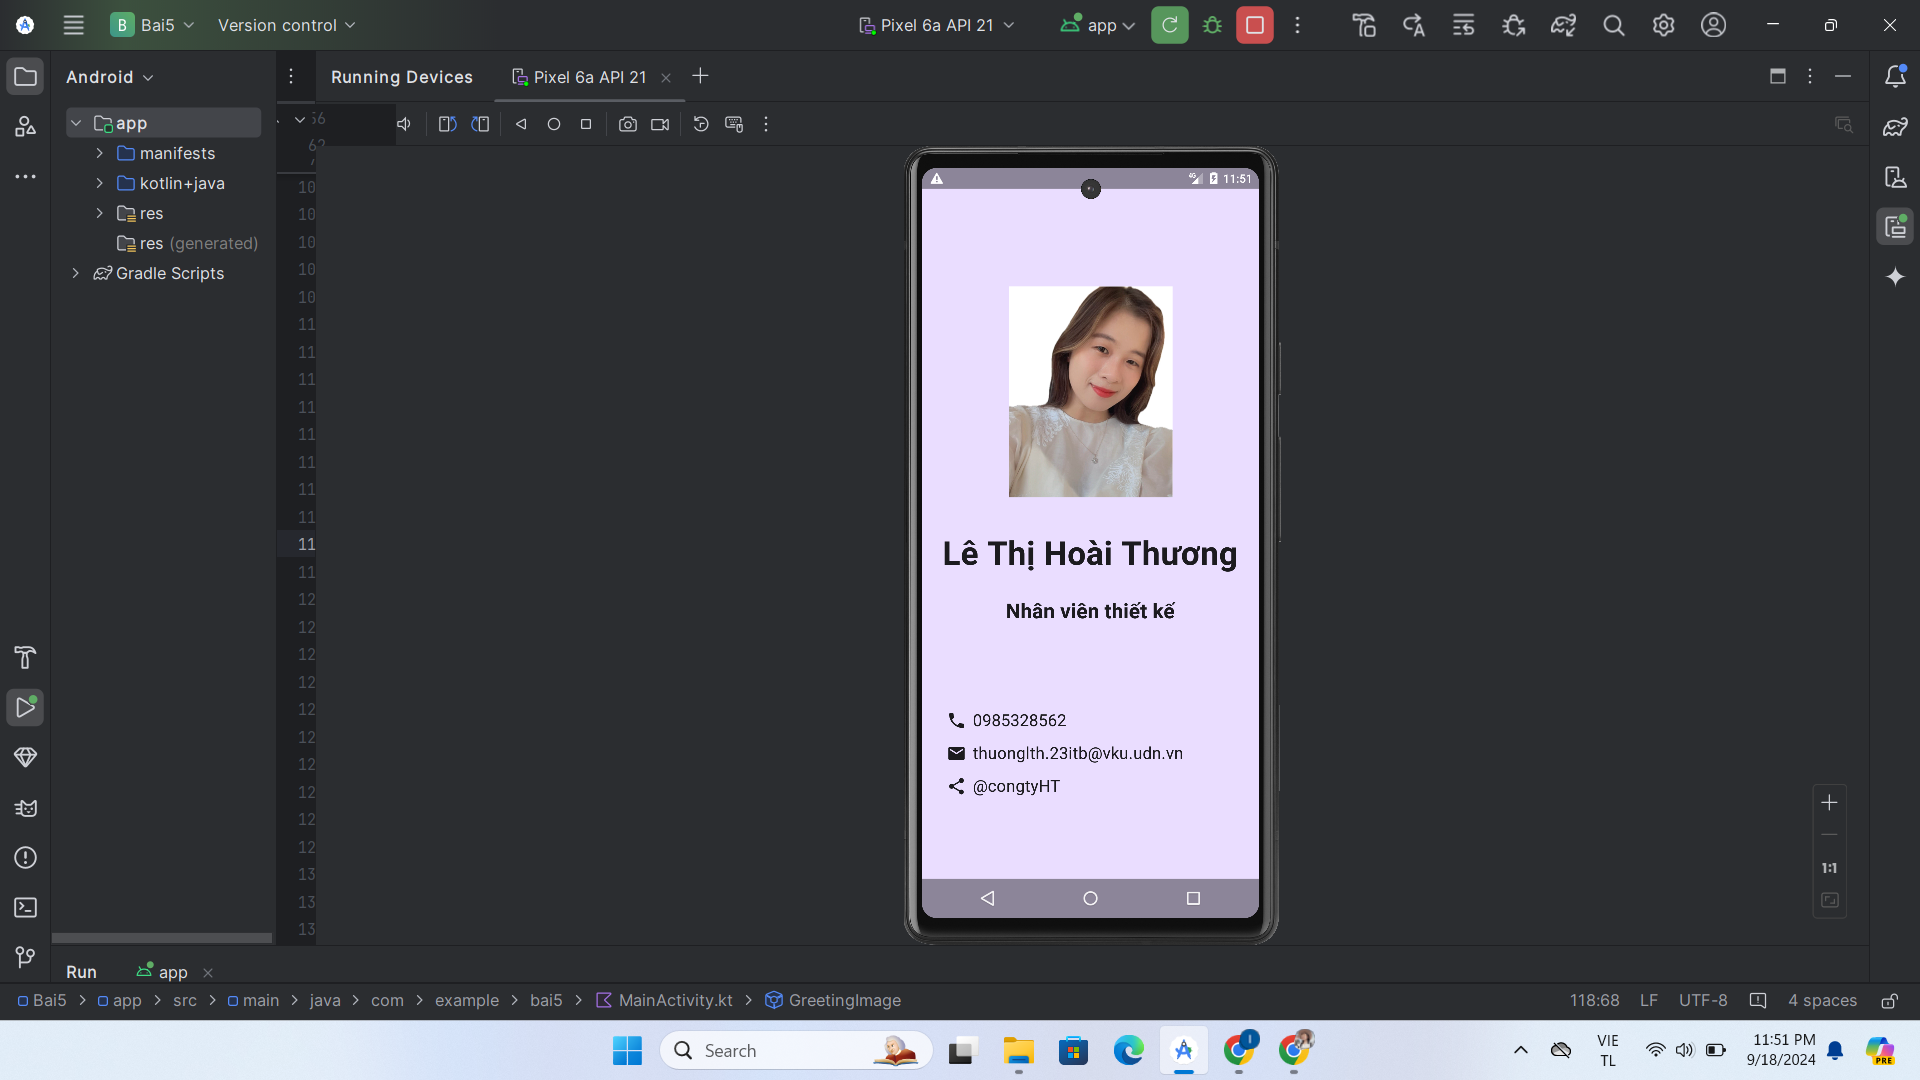 B Bai5 Version control Pixel 6a API 21 app
Android Running Devices Pixel 6a API 21
app
manifests
kotlin+java
res
res (generated)
Gradle Scripts
56
62
10
10
10
10
10
11
11
11
11
11
11
11
11
11
11
12
12
12
12
12
12
12
12
12
12
13
13
13
4G 11:51
Lê Thị Hoài Thương
Nhân viên thiết kế
0985328562
thuonglth.23itb@vku.udn.vn
@congtyHT
1:1
Run app
Bai5 > app > src > main > java > com > example > bai5 > MainActivity.kt > GreetingImage 118:68 LF UTF-8 4 spaces
Search
VIE
TL
11:51 PM
9/18/2024
PRE